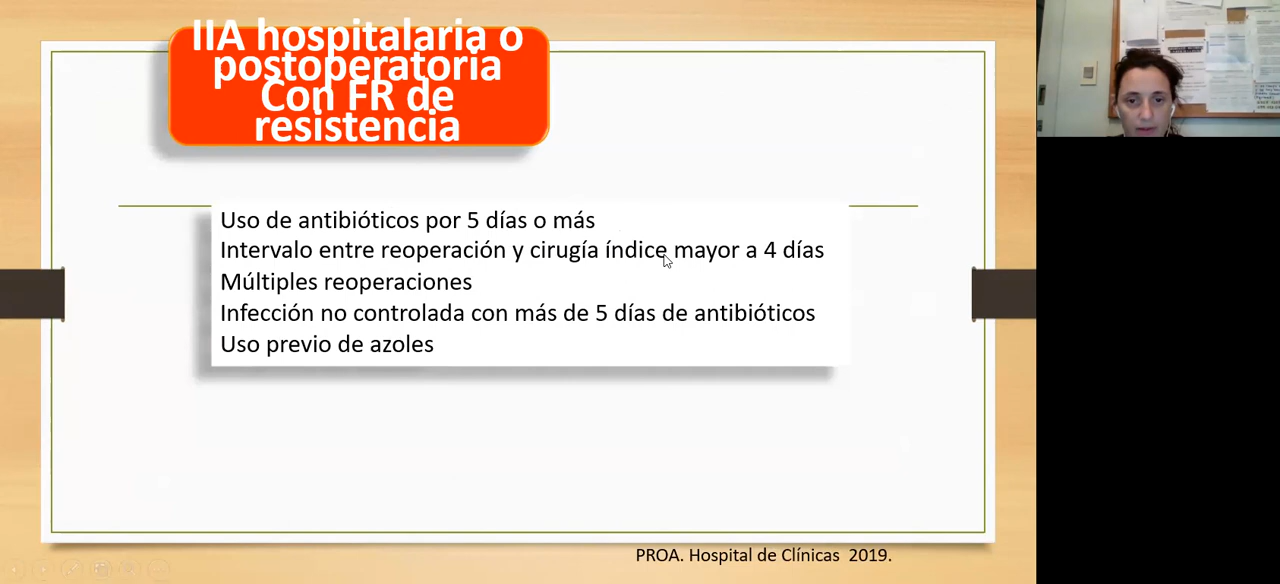 IIA hospitalaria o
postoperatoria
Con FR de
resistencia
Uso de antibióticos por 5 días o más
Intervalo entre reoperación y cirugía índice mayor a 4 días
Múltiples reoperaciones
Infección no controlada con más de 5 días de antibióticos
Uso previo de azoles
PROA. Hospital de Clínicas 2019.